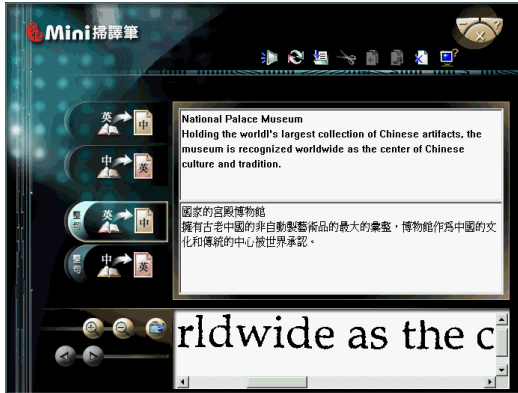 Mini掃譯筆
英 中
中 英
整句 英 中
整句 中 英
National Palace Museum
Holding the worldl's largest collection of Chinese artifacts, the
museum is recognized worldwide as the center of Chinese
culture and tradition.
國家的宮殿博物館
擁有古老中國的非自動製藝術品的最大的彙整，博物館作爲中國的文
化和傳統的中心被世界承認。
rldwide as the c